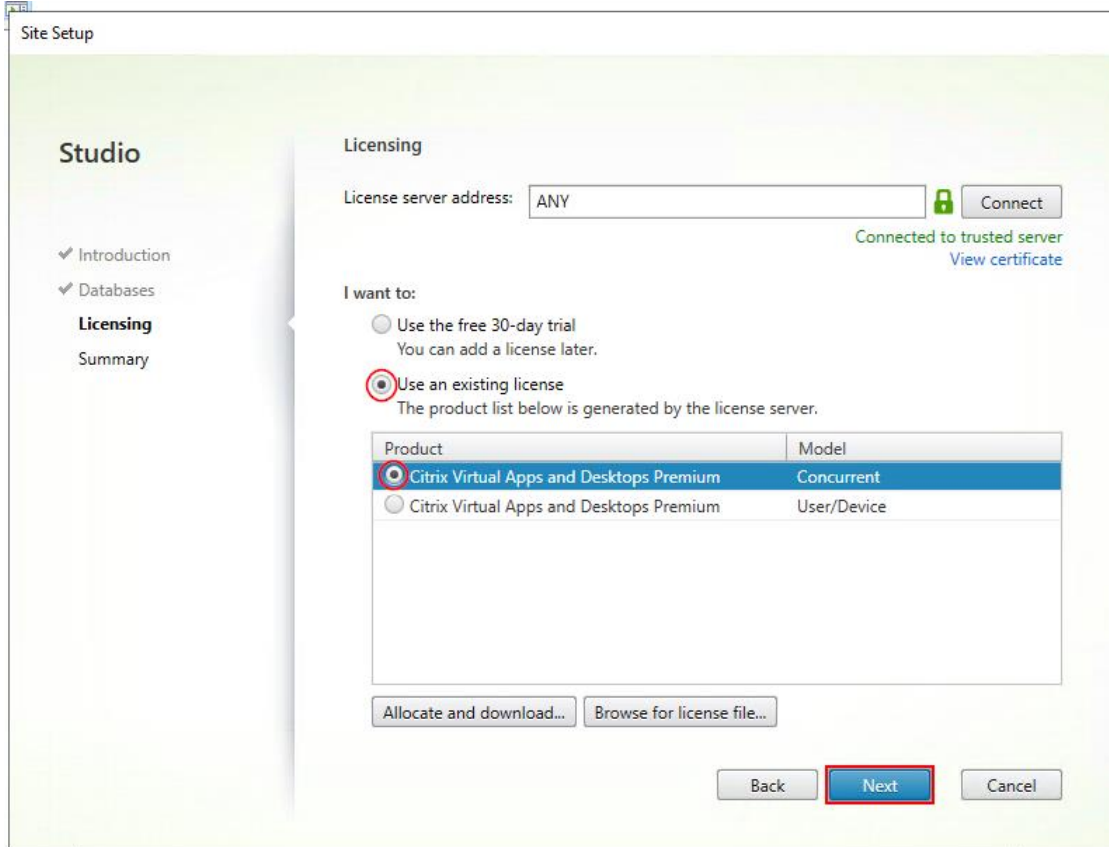 Site Setup
Studio
Introduction
Databases
Licensing
Summary
Licensing
License server address: ANY Connect
Connected to trusted server
View certificate
I want to:
Use the free 30-day trial
You can add a license later.
Use an existing license
The product list below is generated by the license server.
Product Model
Citrix Virtual Apps and Desktops Premium Concurrent
Citrix Virtual Apps and Desktops Premium User/Device
Allocate and download... Browse for license file...
Back Next Cancel